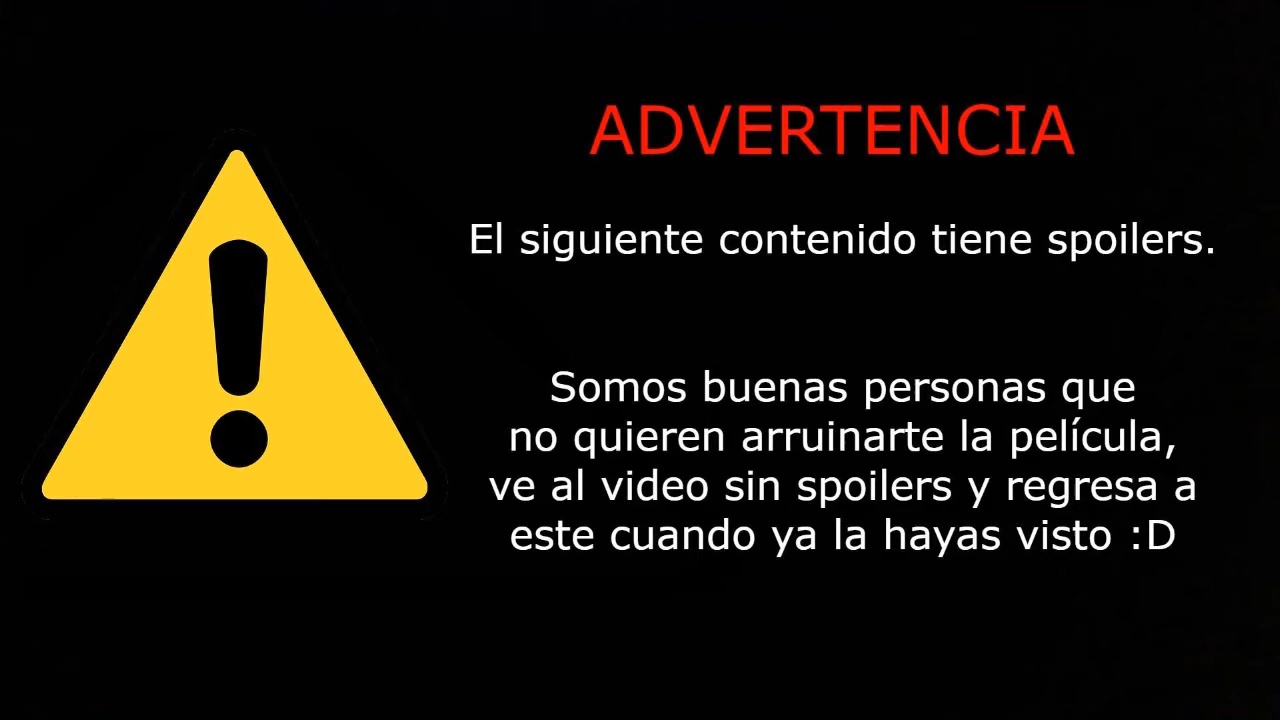 ADVERTENCIA
El siguiente contenido tiene spoilers.
Somos buenas personas que
no quieren arruinarte la película,
ve al video sin spoilers y regresa a
este cuando ya la hayas visto :D